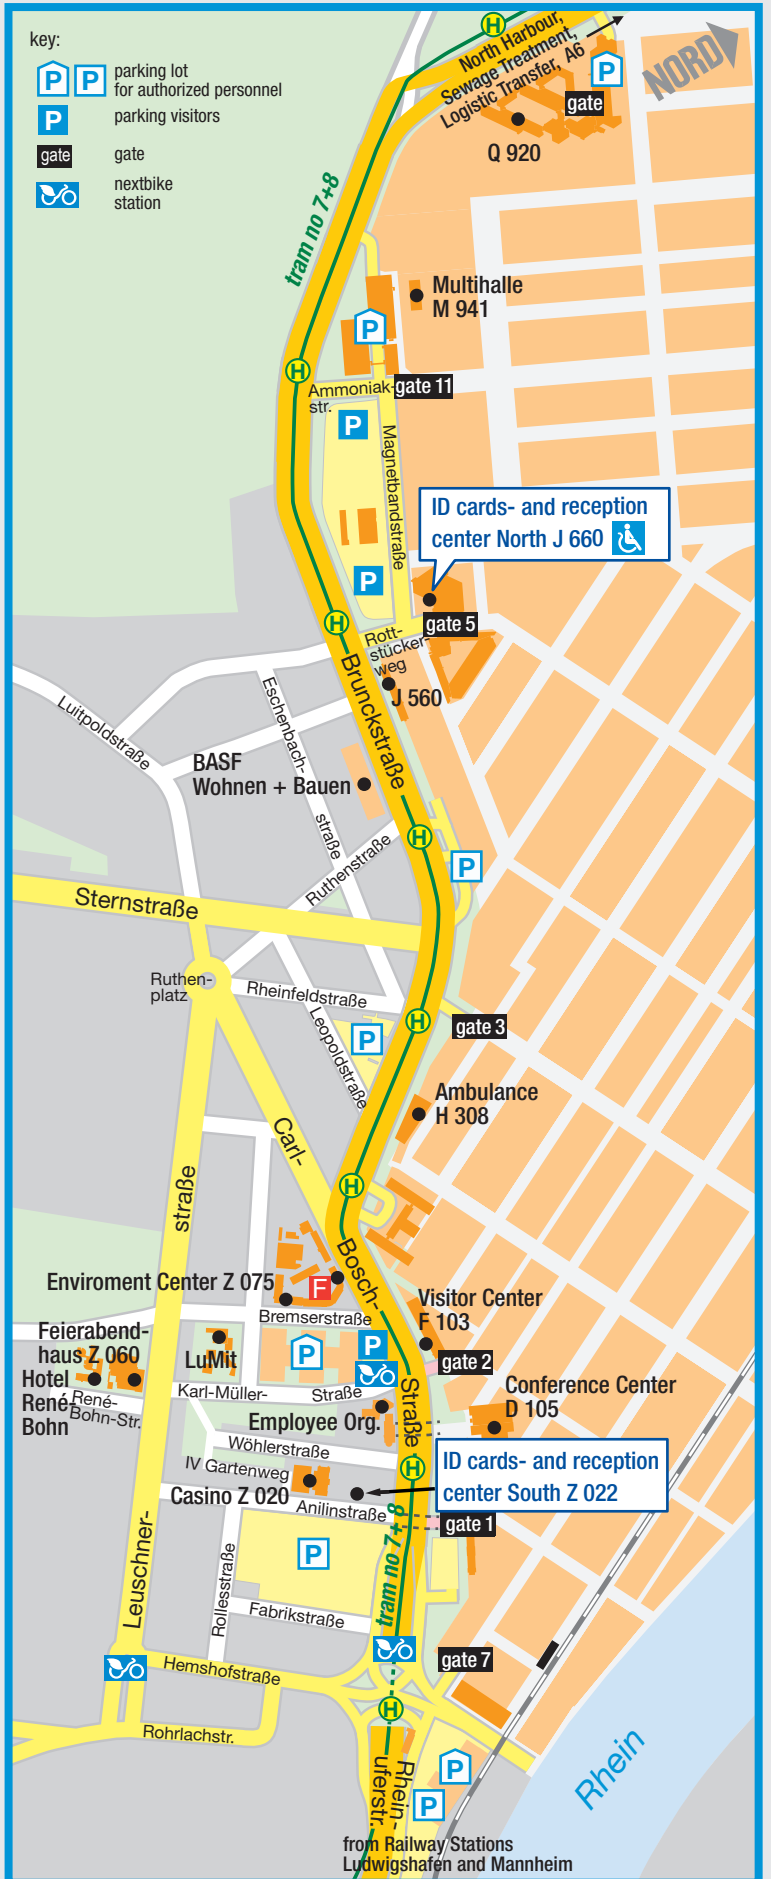 key:
P P parking lot
for authorized personnel
P parking visitors
gate gate
nextbike
station
H
North Harbour,
Sewage Treatment,
Logistic Transfer, A6
P
gate
NORD
Q 920
tram no 7+8
Multihalle
M 941
P
H
Ammoniak-
str.
gate 11
P
Magnetbandstraße
ID cards- and reception
center North J 660
P
H
gate 5
Rott-
stücker-
weg
J 560
Brunckstraße
Luitpoldstraße
Eschenbach-
straße
BASF
Wohnen + Bauen
H
P
Ruthenstraße
Sternstraße
Ruthen-
platz
Rheinfeldstraße
Leopoldstraße
P
H
gate 3
Ambulance
H 308
Carl-
straße
H
Bosch-
Enviroment Center Z 075
F
Visitor Center
F 103
Bremserstraße
Feierabend-
haus Z 060
LuMit
P
P
gate 2
Hotel
René-
Bohn
René-
Bohn-Str.
Karl-Müller-
Straße
Straße
Conference Center
D 105
Employee Org.
Wöhlerstraße
IV Gartenweg
H
ID cards- and reception
center South Z 022
Casino Z 020
Anilinstraße
gate 1
tram no 7+8
P
Leuschner-
Rollesstraße
Fabrikstraße
Hemshofstraße
gate 7
H
Rohrlachstr.
Rhein-
uferstr.
P
P
Rhein
from Railway Stations
Ludwigshafen and Mannheim